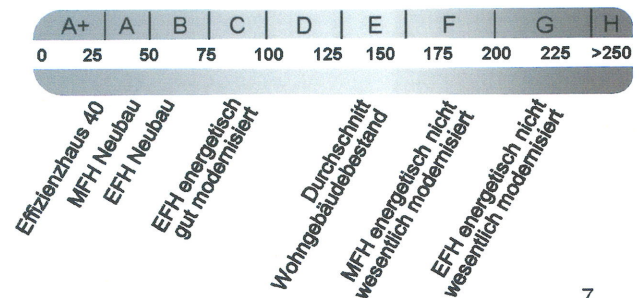 A+ A B C D E F G H
0 25 50 75 100 125 150 175 200 225 >250
Effizienzhaus 40
MFH Neubau
EFH Neubau
EFH energetisch
gut modernisiert
Durchschnitt
Wohngebäudebestand
MFH energetisch nicht
wesentlich modernisiert
EFH energetisch nicht
wesentlich modernisiert
7